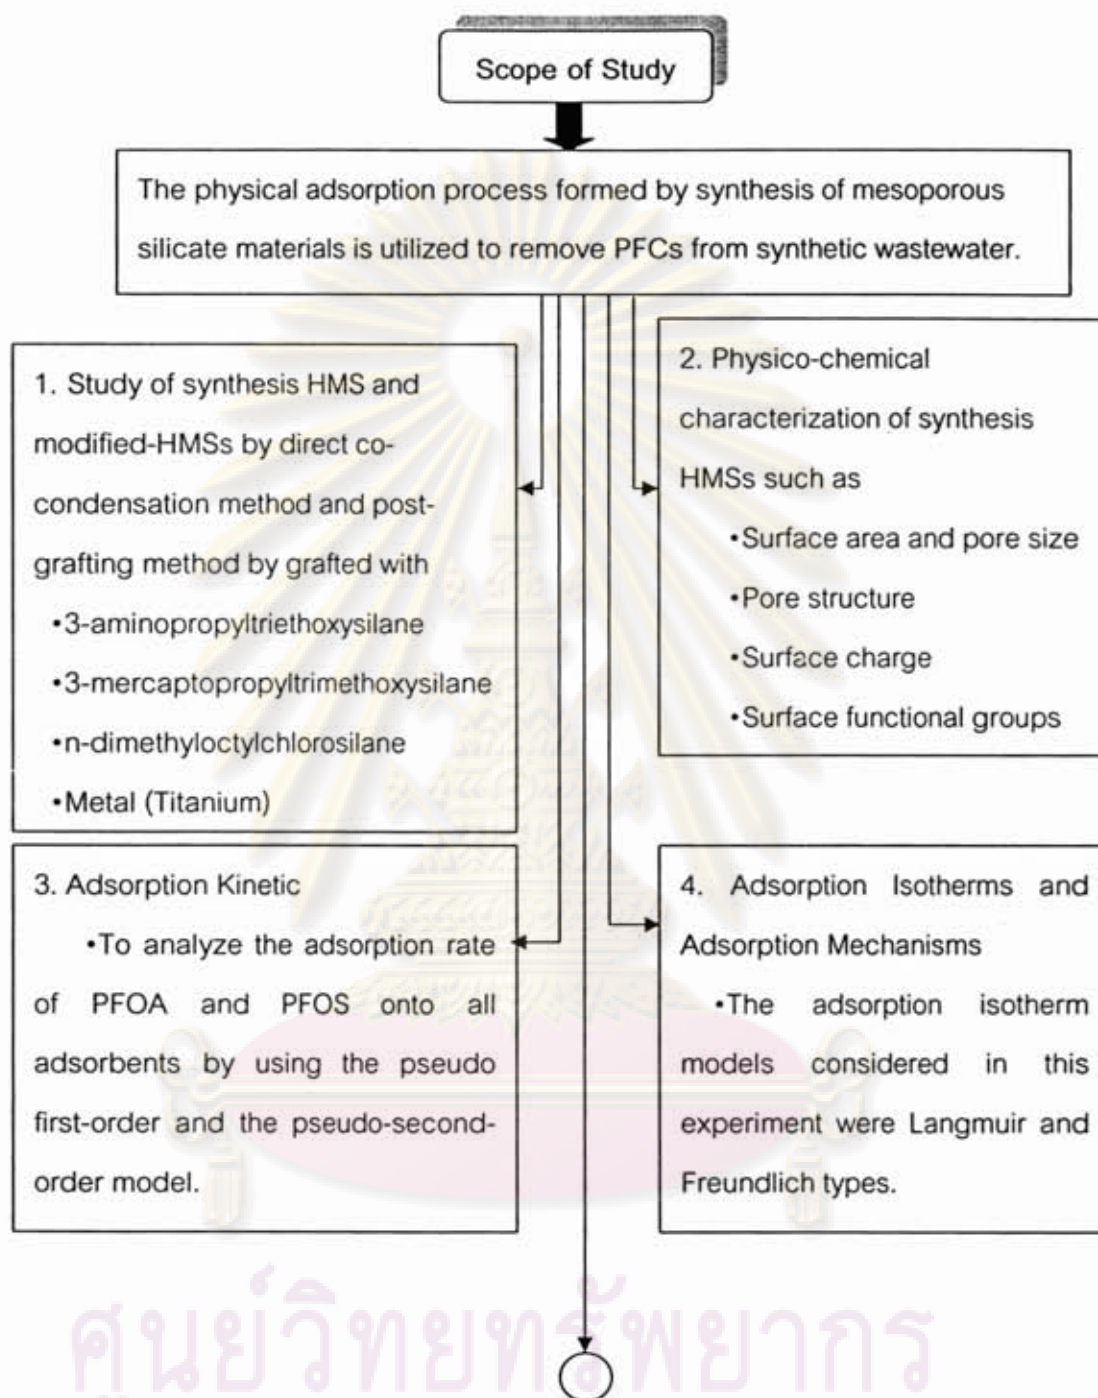 Scope of Study
The physical adsorption process formed by synthesis of mesoporous
silicate materials is utilized to remove PFCs from synthetic wastewater.
1. Study of synthesis HMS and
modified-HMSs by direct co-
condensation method and post-
grafting method by grafted with
•3-aminopropyltriethoxysilane
•3-mercaptopropyltrimethoxysilane
•n-dimethyloctylchlorosilane
•Metal (Titanium)
2. Physico-chemical
characterization of synthesis
HMSs such as
•Surface area and pore size
•Pore structure
•Surface charge
•Surface functional groups
3. Adsorption Kinetic
•To analyze the adsorption rate
of PFOA and PFOS onto all
adsorbents by using the pseudo
first-order and the pseudo-second-
order model.
4. Adsorption Isotherms and
Adsorption Mechanisms
•The adsorption isotherm
models considered in this
experiment were Langmuir and
Freundlich types.
ศูนย์วิทยทรัพยากร